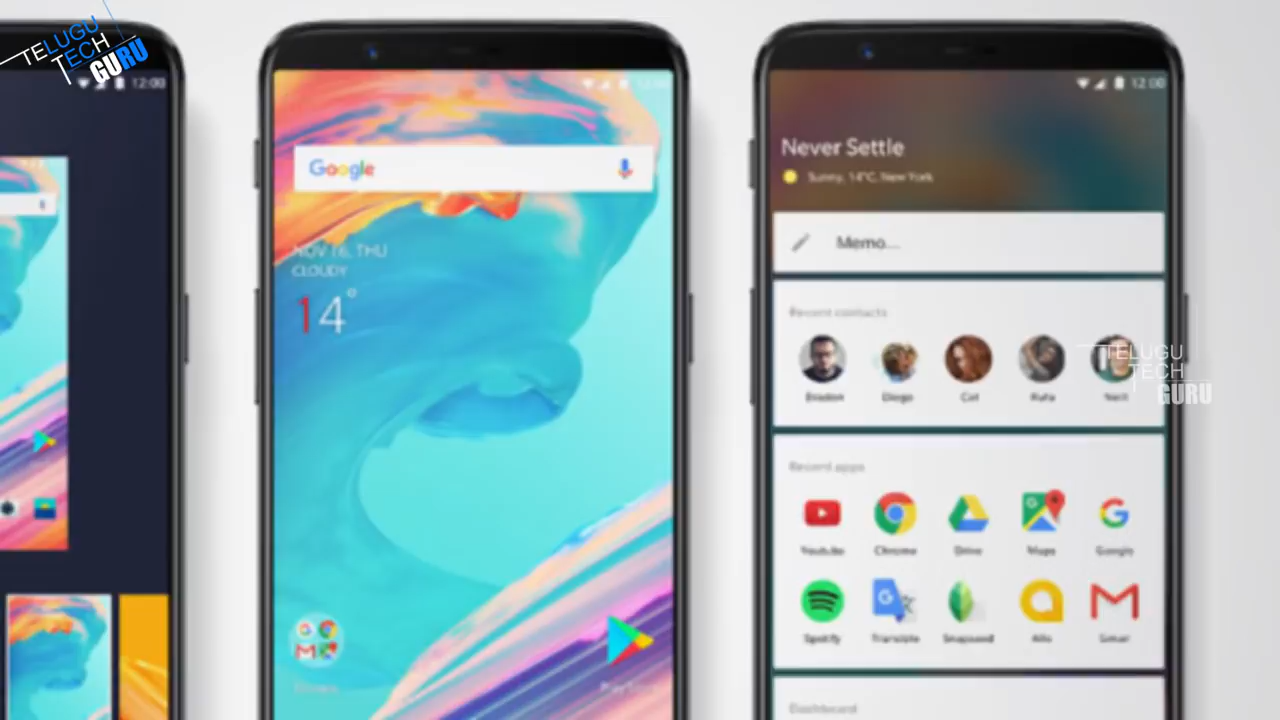 TELUGU
TECH
GURU
12:00
Google
NOV 16, THU
CLOUDY
14°
12:00
Never Settle
Sunny, 14°C, New York
Memo...
Recent contacts
Ruta
TELUGU
TECH
GURU
Recent apps
Youtube Chrome Drive Maps Google
Spotify Translate Snapseed Allo Gmail
Dashboard